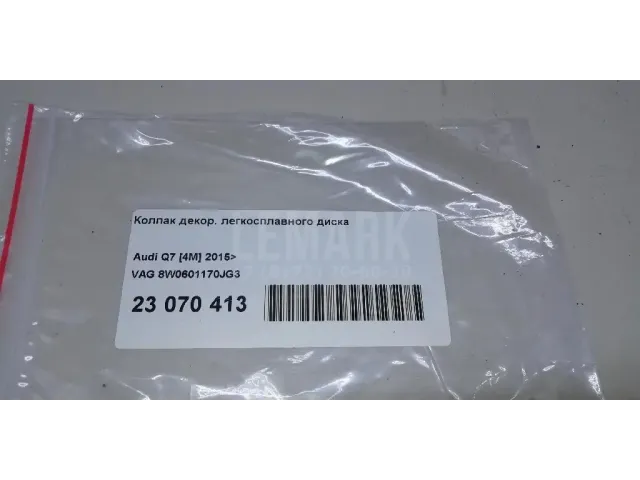 Колпак декор. легкосплавного диска
Audi Q7 [4M] 2015>
VAG 8W0601170JG3
23 070 413
LEMARK